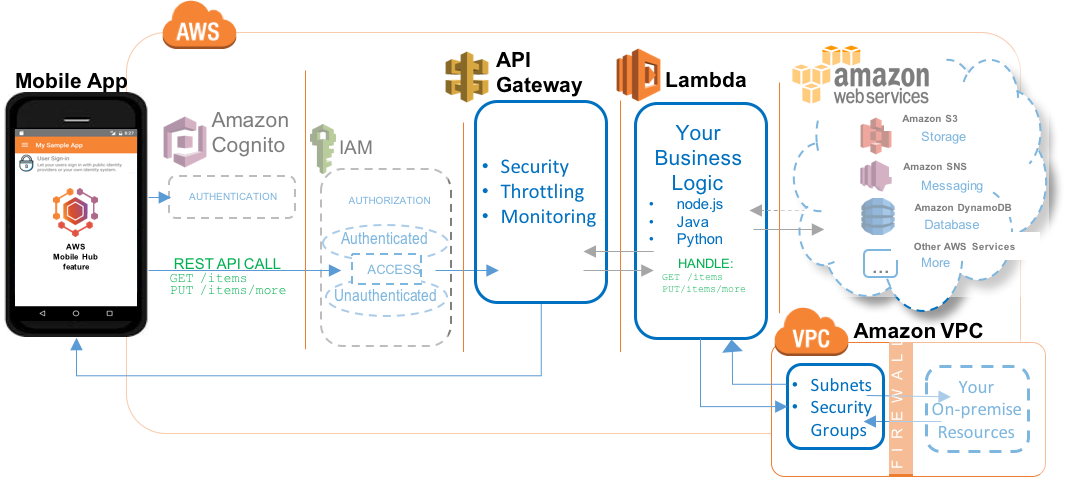 AWS
Mobile App
8:27
My Sample App
User Sign-in
Let your users sign in with public identity
providers or your own identity system.
AWS
Mobile Hub
feature
Amazon
Cognito
AUTHENTICATION
REST API CALL
GET /items
PUT /items/more
IAM
AUTHORIZATION
Authenticated
ACCESS
Unauthenticated
API
Gateway
• Security
• Throttling
• Monitoring
Lambda
Your
Business
Logic
• node.js
• Java
• Python
HANDLE:
GET /items
PUT/items/more
amazon
web services
Amazon S3
Storage
Amazon SNS
Messaging
Amazon DynamoDB
Database
Other AWS Services
More
...
VPC
Amazon VPC
• Subnets
• Security
Groups
FIREWALL
Your
On-premise
Resources